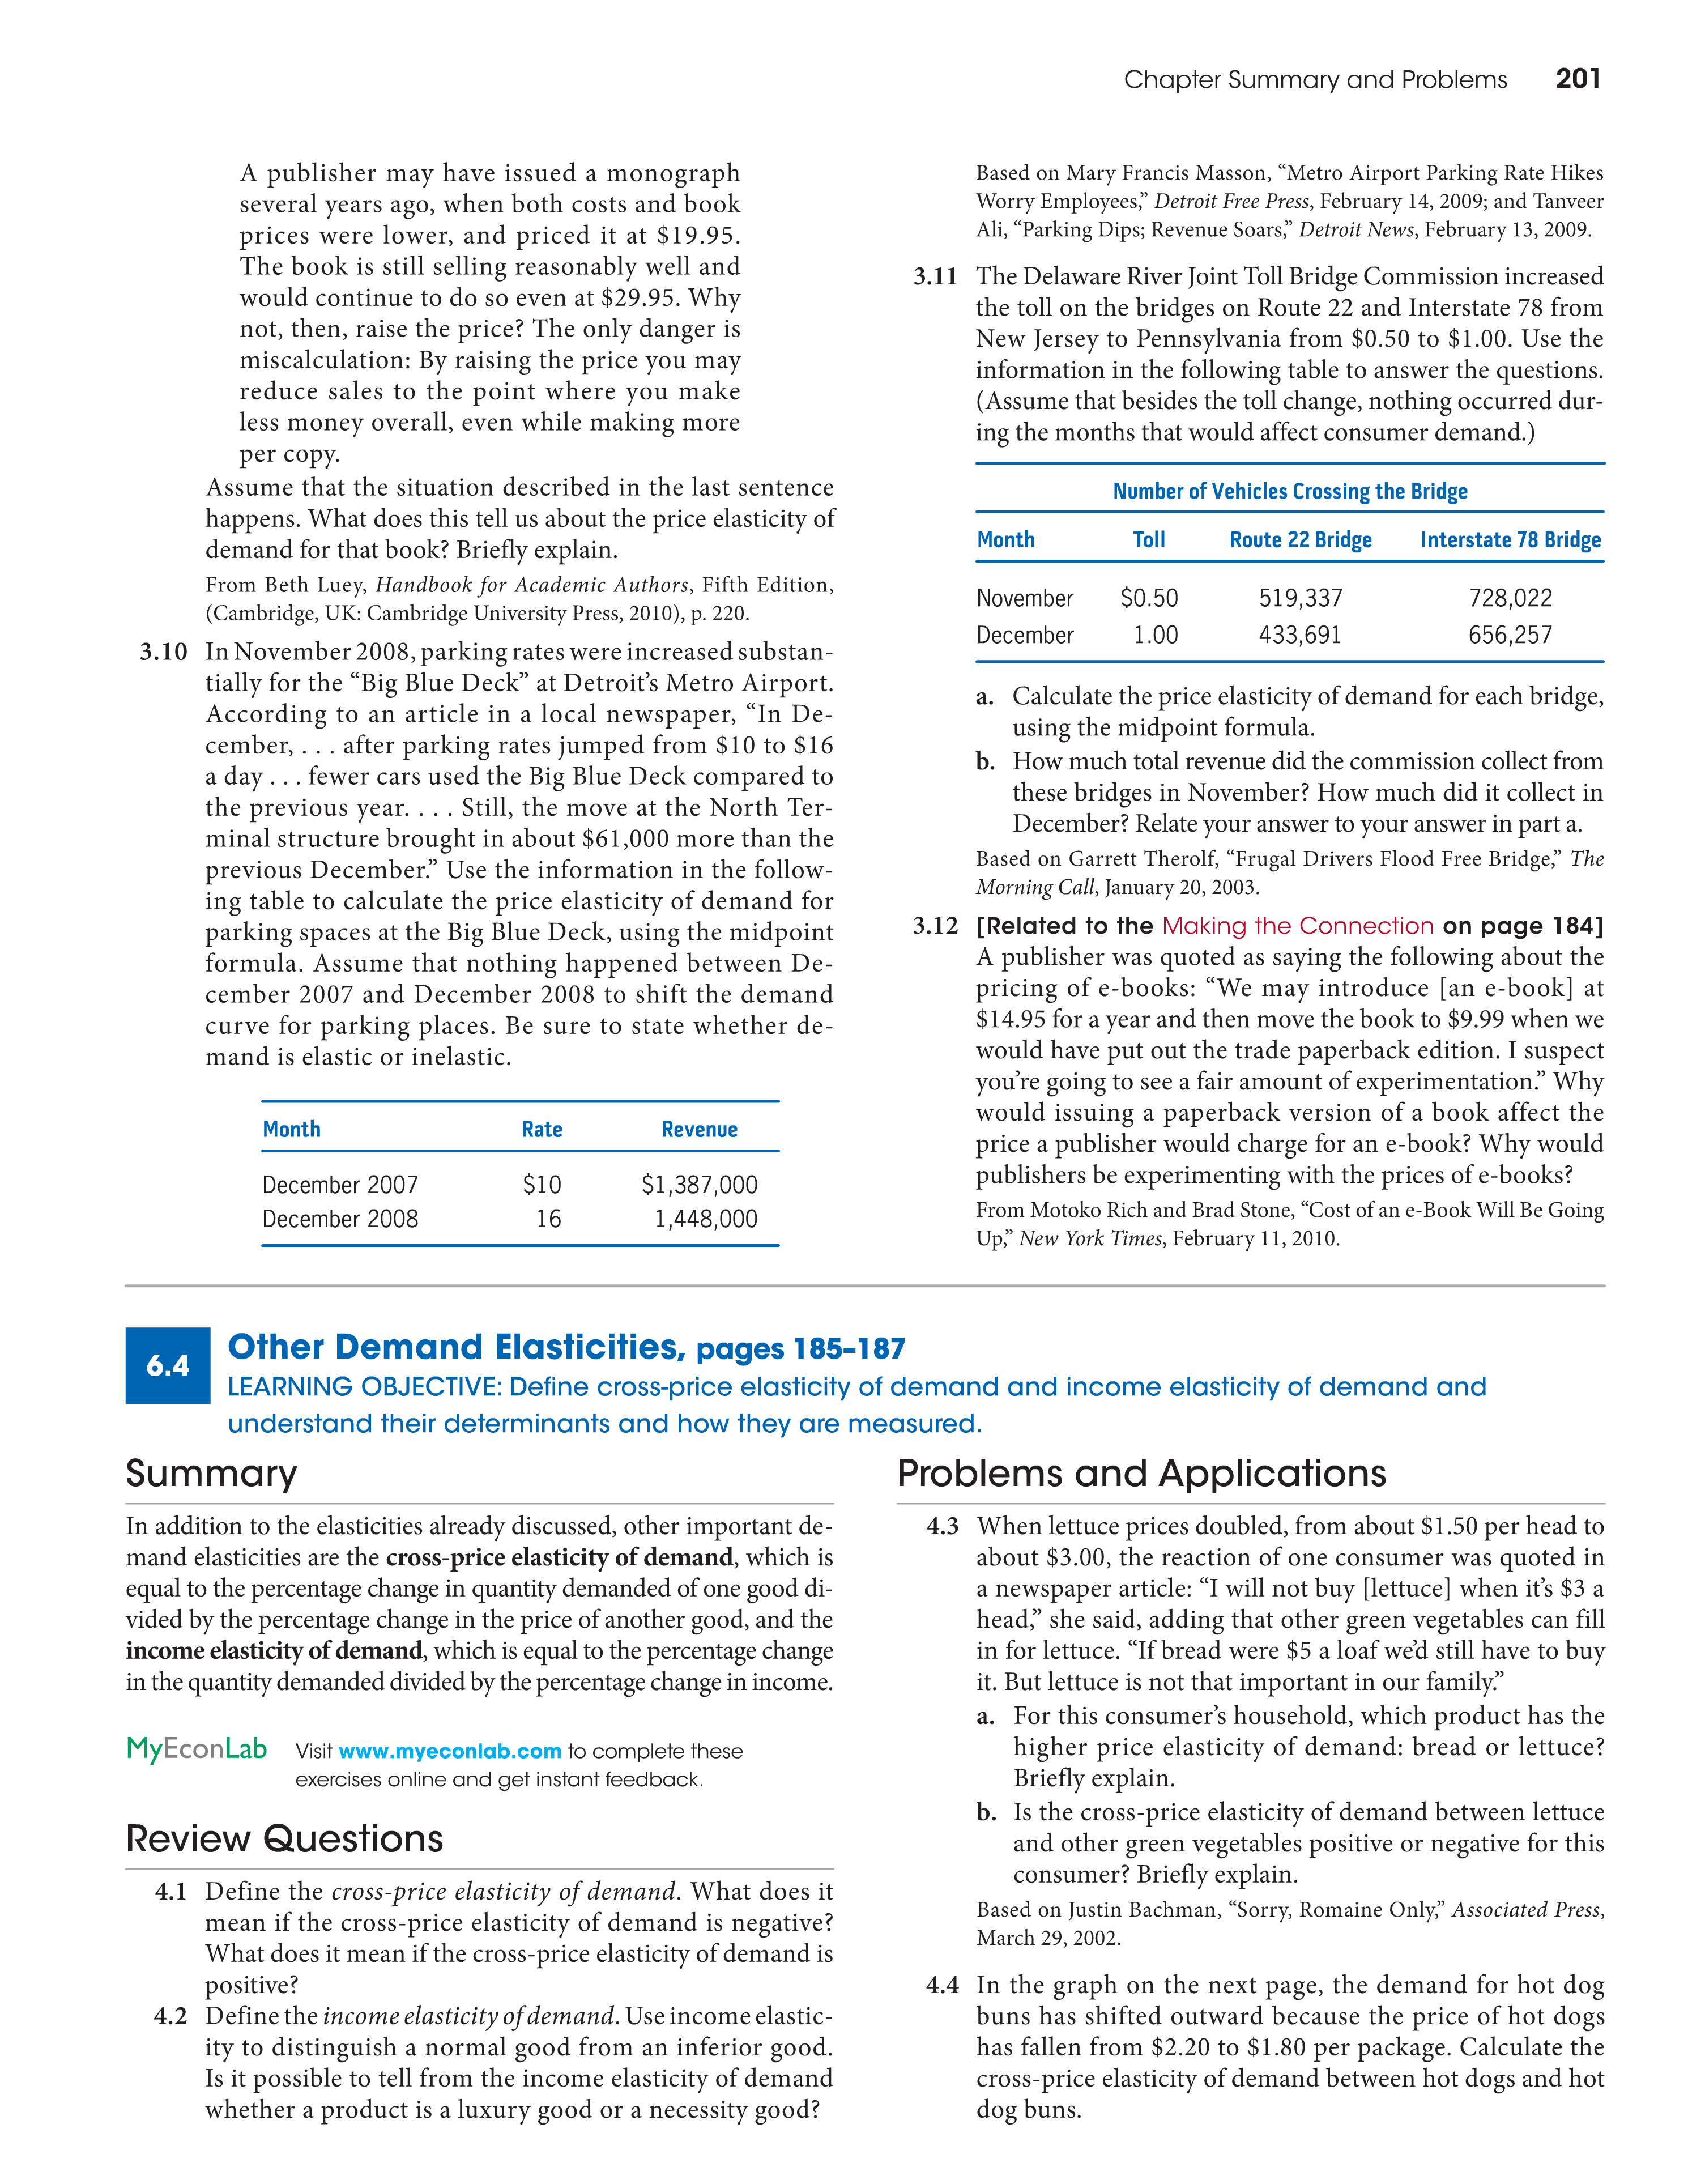 Chapter Summary and Problems 201
A publisher may have issued a monograph
several years ago, when both costs and book
prices were lower, and priced it at $19.95.
The book is still selling reasonably well and
would continue to do so even at $29.95. Why
not, then, raise the price? The only danger is
miscalculation: By raising the price you may
reduce sales to the point where you make
less money overall, even while making more
per copy.
Assume that the situation described in the last sentence
happens. What does this tell us about the price elasticity of
demand for that book? Briefly explain.
From Beth Luey, Handbook for Academic Authors, Fifth Edition,
(Cambridge, UK: Cambridge University Press, 2010), p. 220.
3.10 In November 2008, parking rates were increased substan-
tially for the “Big Blue Deck” at Detroit’s Metro Airport.
According to an article in a local newspaper, “In De-
cember, . . . after parking rates jumped from $10 to $16
a day . . . fewer cars used the Big Blue Deck compared to
the previous year. . . . Still, the move at the North Ter-
minal structure brought in about $61,000 more than the
previous December.” Use the information in the follow-
ing table to calculate the price elasticity of demand for
parking spaces at the Big Blue Deck, using the midpoint
formula. Assume that nothing happened between De-
cember 2007 and December 2008 to shift the demand
curve for parking places. Be sure to state whether de-
mand is elastic or inelastic.
Month Rate Revenue
December 2007 $10 $1,387,000
December 2008 16 1,448,000
Based on Mary Francis Masson, “Metro Airport Parking Rate Hikes
Worry Employees,” Detroit Free Press, February 14, 2009; and Tanveer
Ali, “Parking Dips; Revenue Soars,” Detroit News, February 13, 2009.
3.11 The Delaware River Joint Toll Bridge Commission increased
the toll on the bridges on Route 22 and Interstate 78 from
New Jersey to Pennsylvania from $0.50 to $1.00. Use the
information in the following table to answer the questions.
(Assume that besides the toll change, nothing occurred dur-
ing the months that would affect consumer demand.)
Number of Vehicles Crossing the Bridge
Month Toll Route 22 Bridge Interstate 78 Bridge
November $0.50 519,337 728,022
December 1.00 433,691 656,257
a. Calculate the price elasticity of demand for each bridge,
using the midpoint formula.
b. How much total revenue did the commission collect from
these bridges in November? How much did it collect in
December? Relate your answer to your answer in part a.
Based on Garrett Therolf, “Frugal Drivers Flood Free Bridge,” The
Morning Call, January 20, 2003.
3.12 [Related to the Making the Connection on page 184]
A publisher was quoted as saying the following about the
pricing of e-books: “We may introduce [an e-book] at
$14.95 for a year and then move the book to $9.99 when we
would have put out the trade paperback edition. I suspect
you’re going to see a fair amount of experimentation.” Why
would issuing a paperback version of a book affect the
price a publisher would charge for an e-book? Why would
publishers be experimenting with the prices of e-books?
From Motoko Rich and Brad Stone, “Cost of an e-Book Will Be Going
Up,” New York Times, February 11, 2010.
6.4 Other Demand Elasticities, pages 185–187
LEARNING OBJECTIVE: Define cross-price elasticity of demand and income elasticity of demand and
understand their determinants and how they are measured.
Summary
In addition to the elasticities already discussed, other important de-
mand elasticities are the cross-price elasticity of demand, which is
equal to the percentage change in quantity demanded of one good di-
vided by the percentage change in the price of another good, and the
income elasticity of demand, which is equal to the percentage change
in the quantity demanded divided by the percentage change in income.
MyEconLab Visit www.myeconlab.com to complete these
exercises online and get instant feedback.
Review Questions
4.1 Define the cross-price elasticity of demand. What does it
mean if the cross-price elasticity of demand is negative?
What does it mean if the cross-price elasticity of demand is
positive?
4.2 Define the income elasticity of demand. Use income elastic-
ity to distinguish a normal good from an inferior good.
Is it possible to tell from the income elasticity of demand
whether a product is a luxury good or a necessity good?
Problems and Applications
4.3 When lettuce prices doubled, from about $1.50 per head to
about $3.00, the reaction of one consumer was quoted in
a newspaper article: “I will not buy [lettuce] when it’s $3 a
head,” she said, adding that other green vegetables can fill
in for lettuce. “If bread were $5 a loaf we’d still have to buy
it. But lettuce is not that important in our family.”
a. For this consumer’s household, which product has the
higher price elasticity of demand: bread or lettuce?
Briefly explain.
b. Is the cross-price elasticity of demand between lettuce
and other green vegetables positive or negative for this
consumer? Briefly explain.
Based on Justin Bachman, “Sorry, Romaine Only,” Associated Press,
March 29, 2002.
4.4 In the graph on the next page, the demand for hot dog
buns has shifted outward because the price of hot dogs
has fallen from $2.20 to $1.80 per package. Calculate the
cross-price elasticity of demand between hot dogs and hot
dog buns.